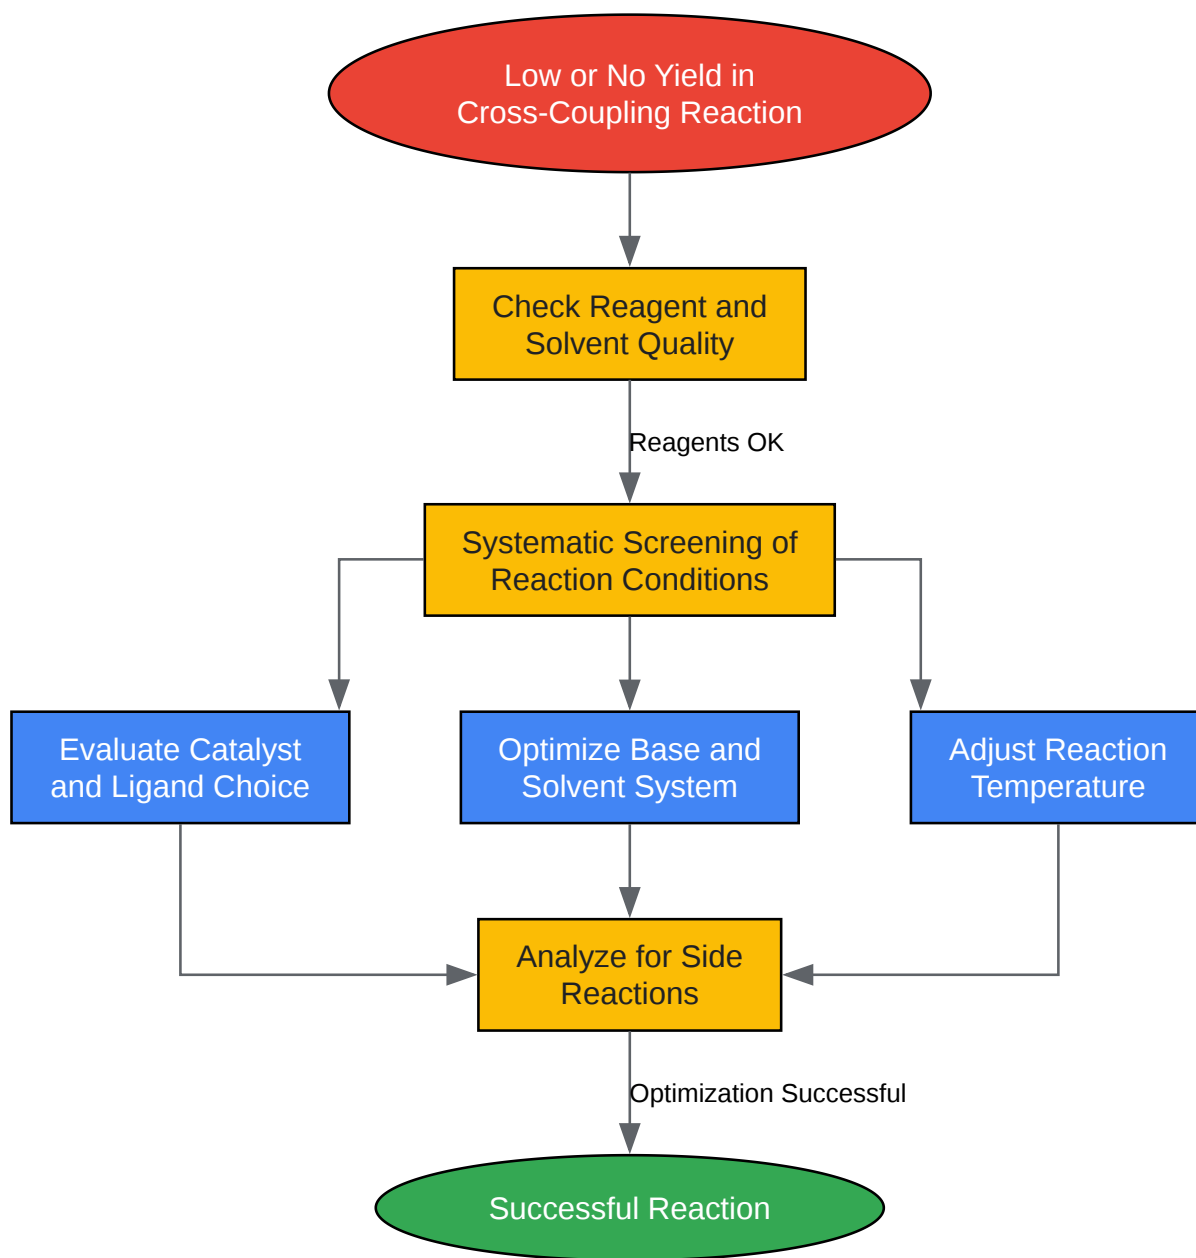 Low or No Yield in
Cross-Coupling Reaction
Check Reagent and
Solvent Quality
Reagents OK
Systematic Screening of
Reaction Conditions
Evaluate Catalyst
and Ligand Choice
Optimize Base and
Solvent System
Adjust Reaction
Temperature
Analyze for Side
Reactions
Optimization Successful
Successful Reaction